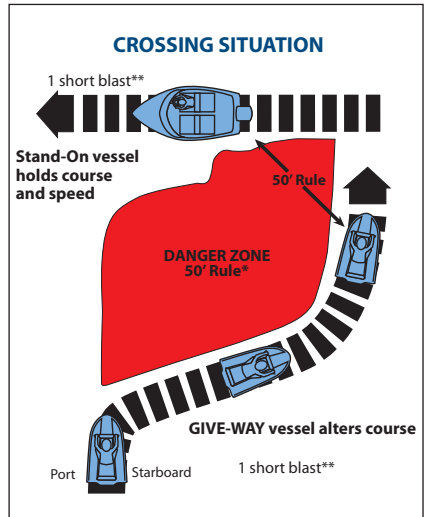 CROSSING SITUATION
1 short blast**
Stand-On vessel
holds course
and speed
50' Rule
DANGER ZONE
50' Rule*
GIVE-WAY vessel alters course
Port
Starboard
1 short blast**